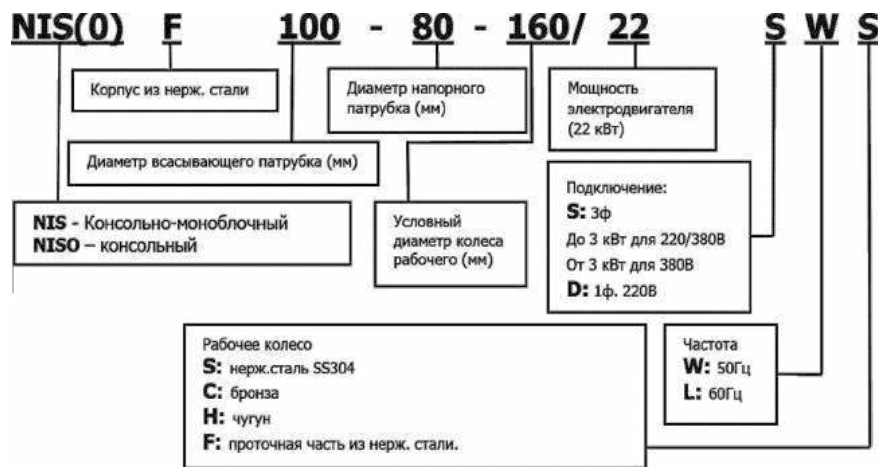 NIS(0) F 100 - 80 - 160/ 22 S W S
Корпус из нерж. стали
Диаметр напорного
патрубка (мм)
Мощность
электродвигателя
(22 кВт)
Диаметр всасывающего патрубка (мм)
NIS - Консольно-моноблочный
NISO – консольный
Условный
диаметр колеса
рабочего (мм)
Подключение:
S: 3ф
До 3 кВт для 220/380В
От 3 кВт для 380В
D: 1ф. 220В
Рабочее колесо
S: нерж.сталь SS304
C: бронза
H: чугун
F: проточная часть из нерж. стали.
Частота
W: 50Гц
L: 60Гц